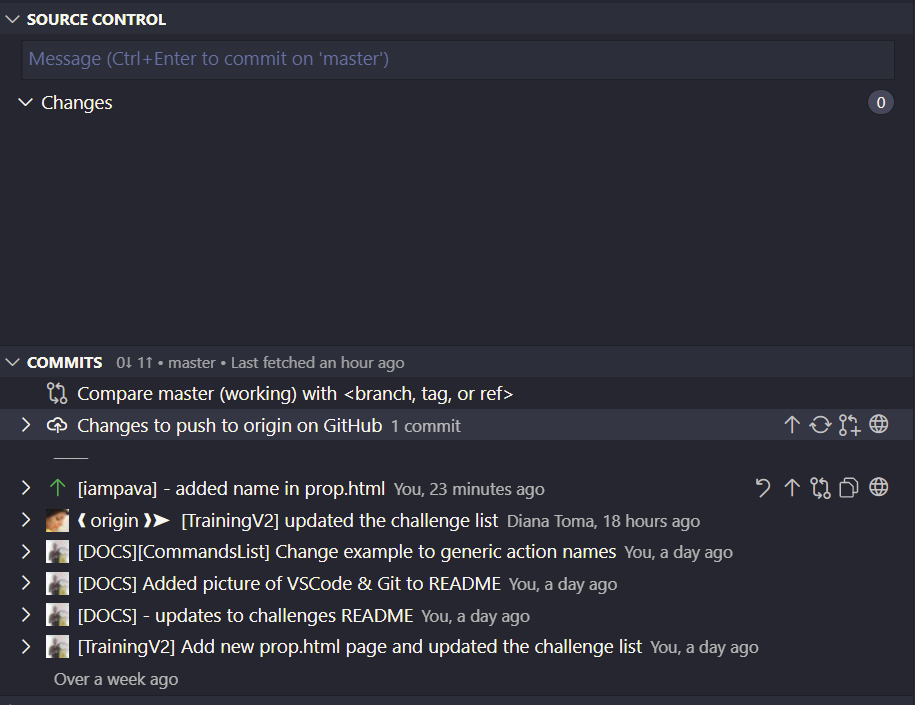 SOURCE CONTROL
Message (Ctrl+Enter to commit on 'master')
Changes 0
COMMITS 0↓ 1↑ • master • Last fetched an hour ago
Compare master (working) with <branch, tag, or ref>
Changes to push to origin on GitHub 1 commit
[iampava] - added name in prop.html You, 23 minutes ago
❰ origin ❱➤ [TrainingV2] updated the challenge list Diana Toma, 18 hours ago
[DOCS][CommandsList] Change example to generic action names You, a day ago
[DOCS] Added picture of VSCode & Git to README You, a day ago
[DOCS] - updates to challenges README You, a day ago
[TrainingV2] Add new prop.html page and updated the challenge list You, a day ago
Over a week ago